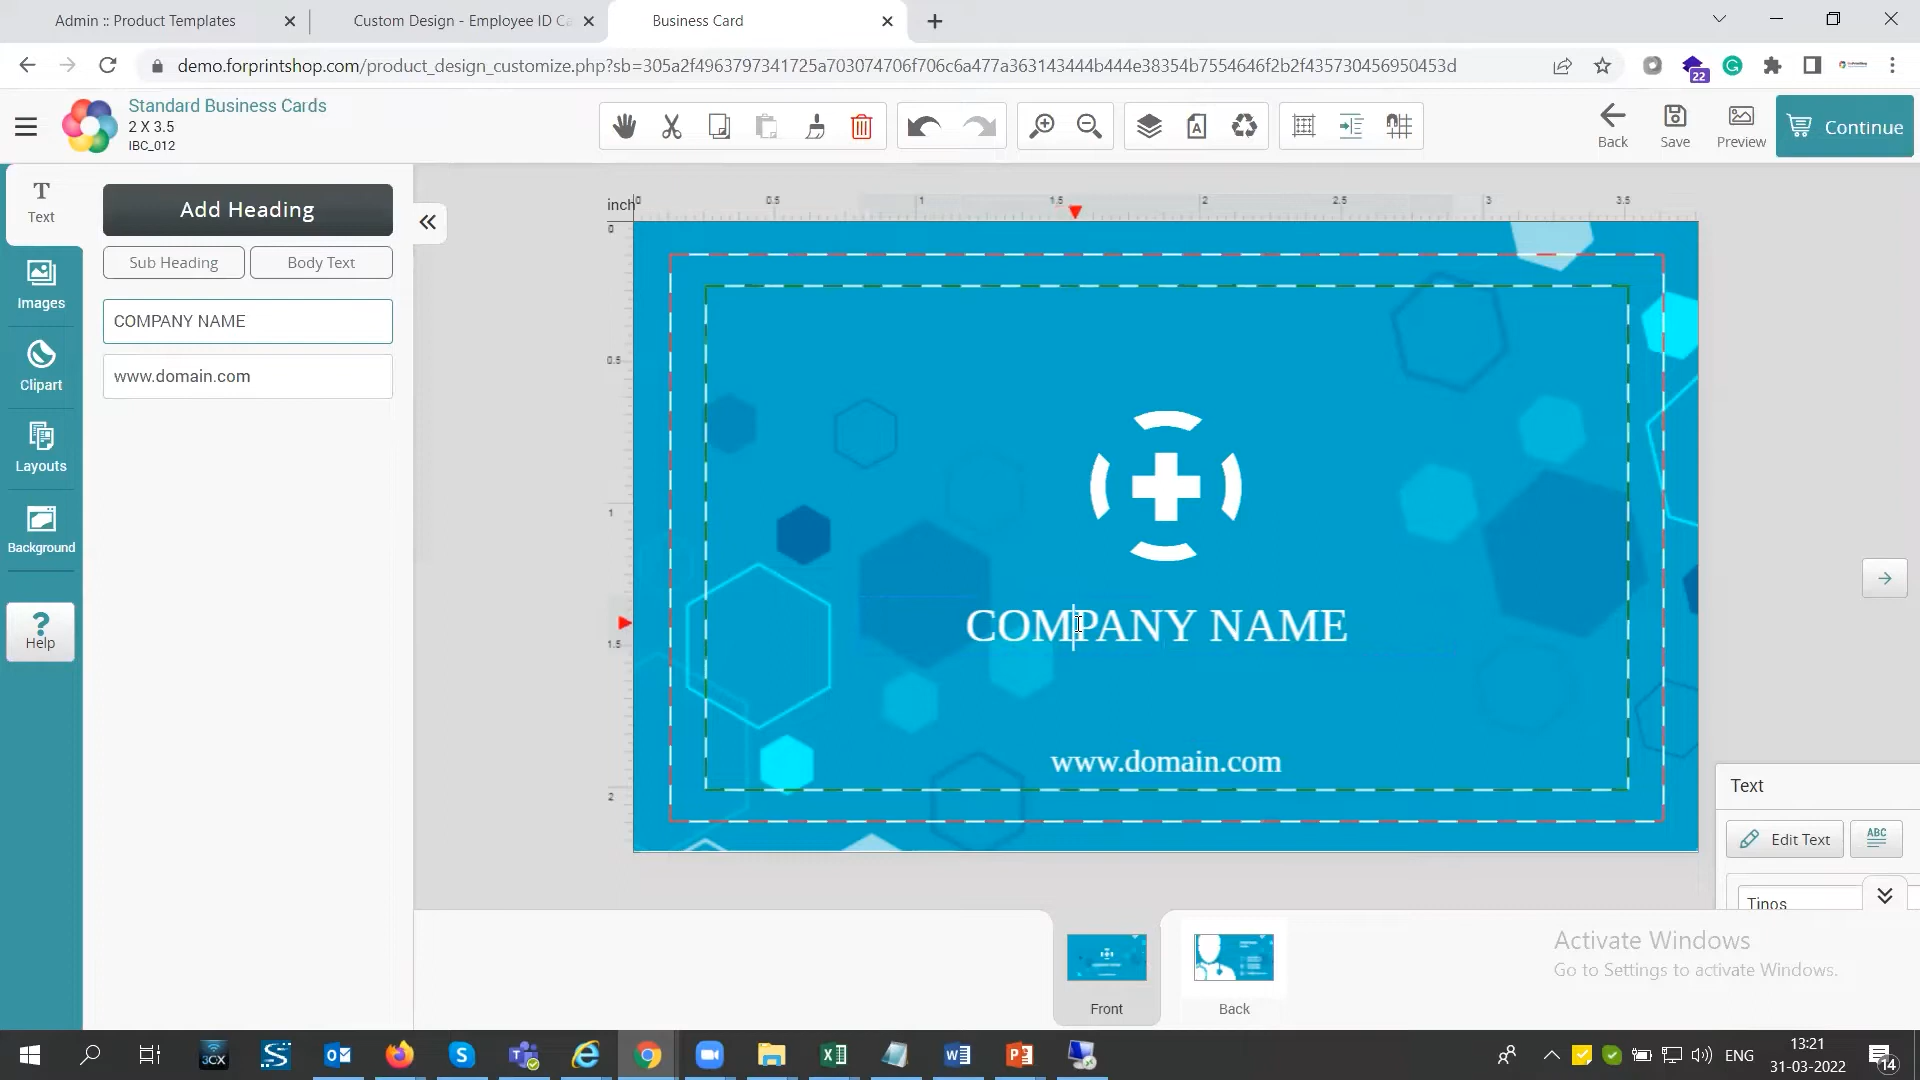 Admin :: Product Templates
Custom Design - Employee ID Ca
Business Card
demo.forprintshop.com/product_design_customize.php?sb=305a2f4963797341725a703074706f706c6a477a363143444b444e38354b7554646f2b2f435730456950453d
22
Standard Business Cards
2 X 3.5
IBC_012
Back
Save
Preview
Continue
T
Text
Add Heading
Sub Heading
Body Text
COMPANY NAME
www.domain.com
Images
Clipart
Layouts
Background
?
Help
inch
0 0.5 1 1.5 2 2.5 3 3.5
0
0.5
1
1.5
2
COMPANY NAME
www.domain.com
Text
Edit Text
ABC
Tinos
Front
Back
Activate Windows
Go to Settings to activate Windows.
3CX
ENG
13:21
31-03-2022
14